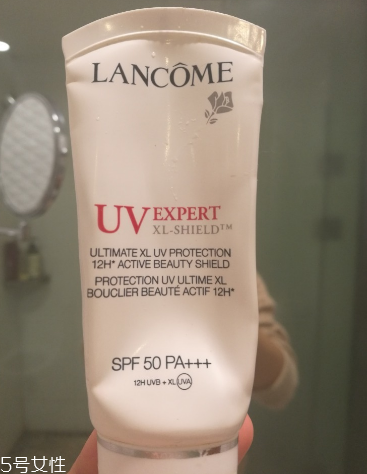 LANCÔME
UV EXPERT
XL-SHIELD™
ULTIMATE XL UV PROTECTION
12H* ACTIVE BEAUTY SHIELD
PROTECTION UV ULTIME XL
BOUCLIER BEAUTÉ ACTIF 12H*
SPF 50 PA+++
12H UVB + XL UVA
5号女性